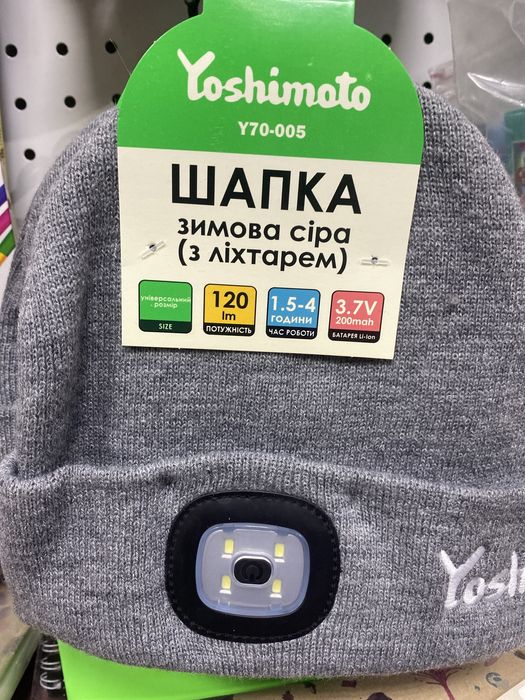 Yoshimoto
Y70-005
ШАПКА
зимова сіра
(з ліхтарем)
універсальний
- розмір
SIZE
120
lm
ПОТУЖНІСТЬ
1.5-4
ГОДИНИ
ЧАС РОБОТИ
3.7V
200mah
БАТАРЕЯ Li-Ion
Yoshi